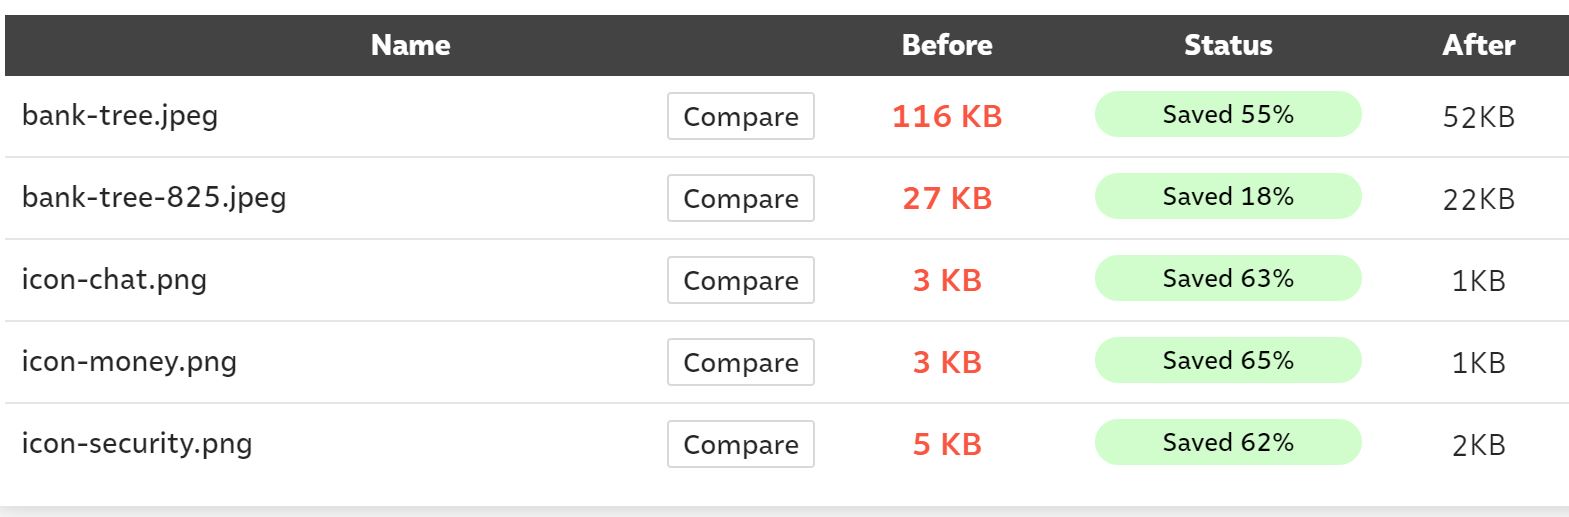 Name Before Status After
bank-tree.jpeg Compare 116 KB Saved 55% 52KB
bank-tree-825.jpeg Compare 27 KB Saved 18% 22KB
icon-chat.png Compare 3 KB Saved 63% 1KB
icon-money.png Compare 3 KB Saved 65% 1KB
icon-security.png Compare 5 KB Saved 62% 2KB